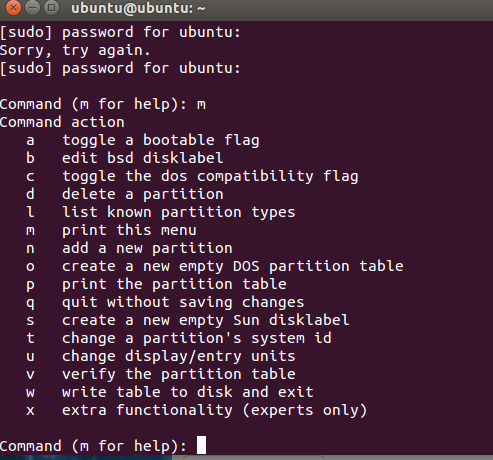 ubuntu@ubuntu: ~
[sudo] password for ubuntu:
Sorry, try again.
[sudo] password for ubuntu:

Command (m for help): m
Command action
   a   toggle a bootable flag
   b   edit bsd disklabel
   c   toggle the dos compatibility flag
   d   delete a partition
   l   list known partition types
   m   print this menu
   n   add a new partition
   o   create a new empty DOS partition table
   p   print the partition table
   q   quit without saving changes
   s   create a new empty Sun disklabel
   t   change a partition's system id
   u   change display/entry units
   v   verify the partition table
   w   write table to disk and exit
   x   extra functionality (experts only)

Command (m for help):